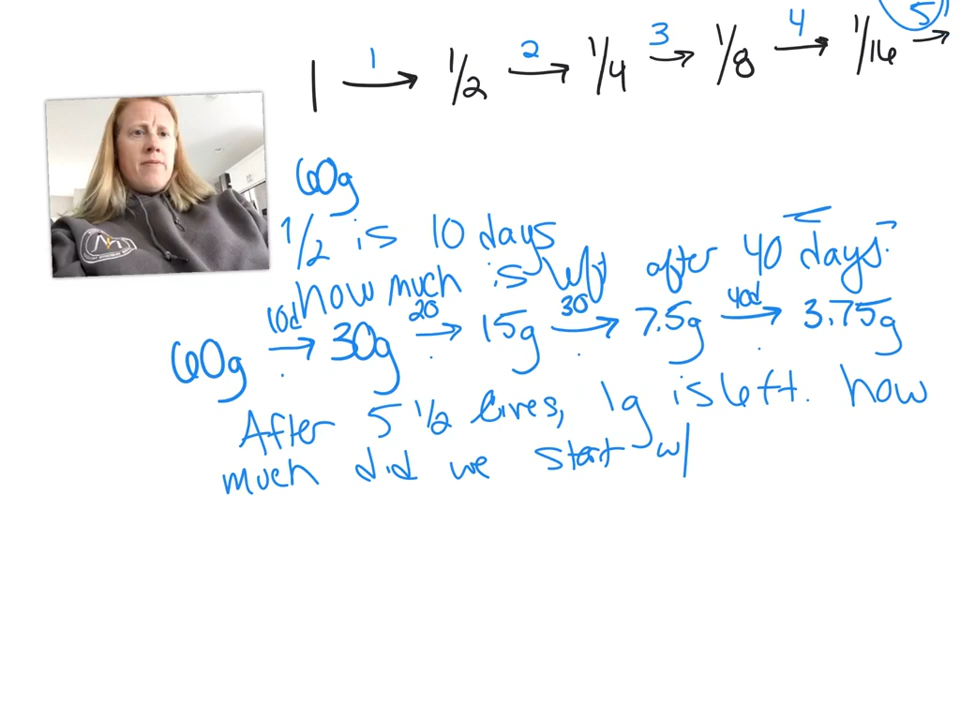 1 →1 1/2 →2 1/4 →3 1/8 →4 1/16 →5
60g
1/2 is 10 days
how much is left after 40 days.
60g →10d 30g →20 15g →30 7.5g →40d 3.75g
After 5 1/2 lives, 1g is left. how
much did we start w/